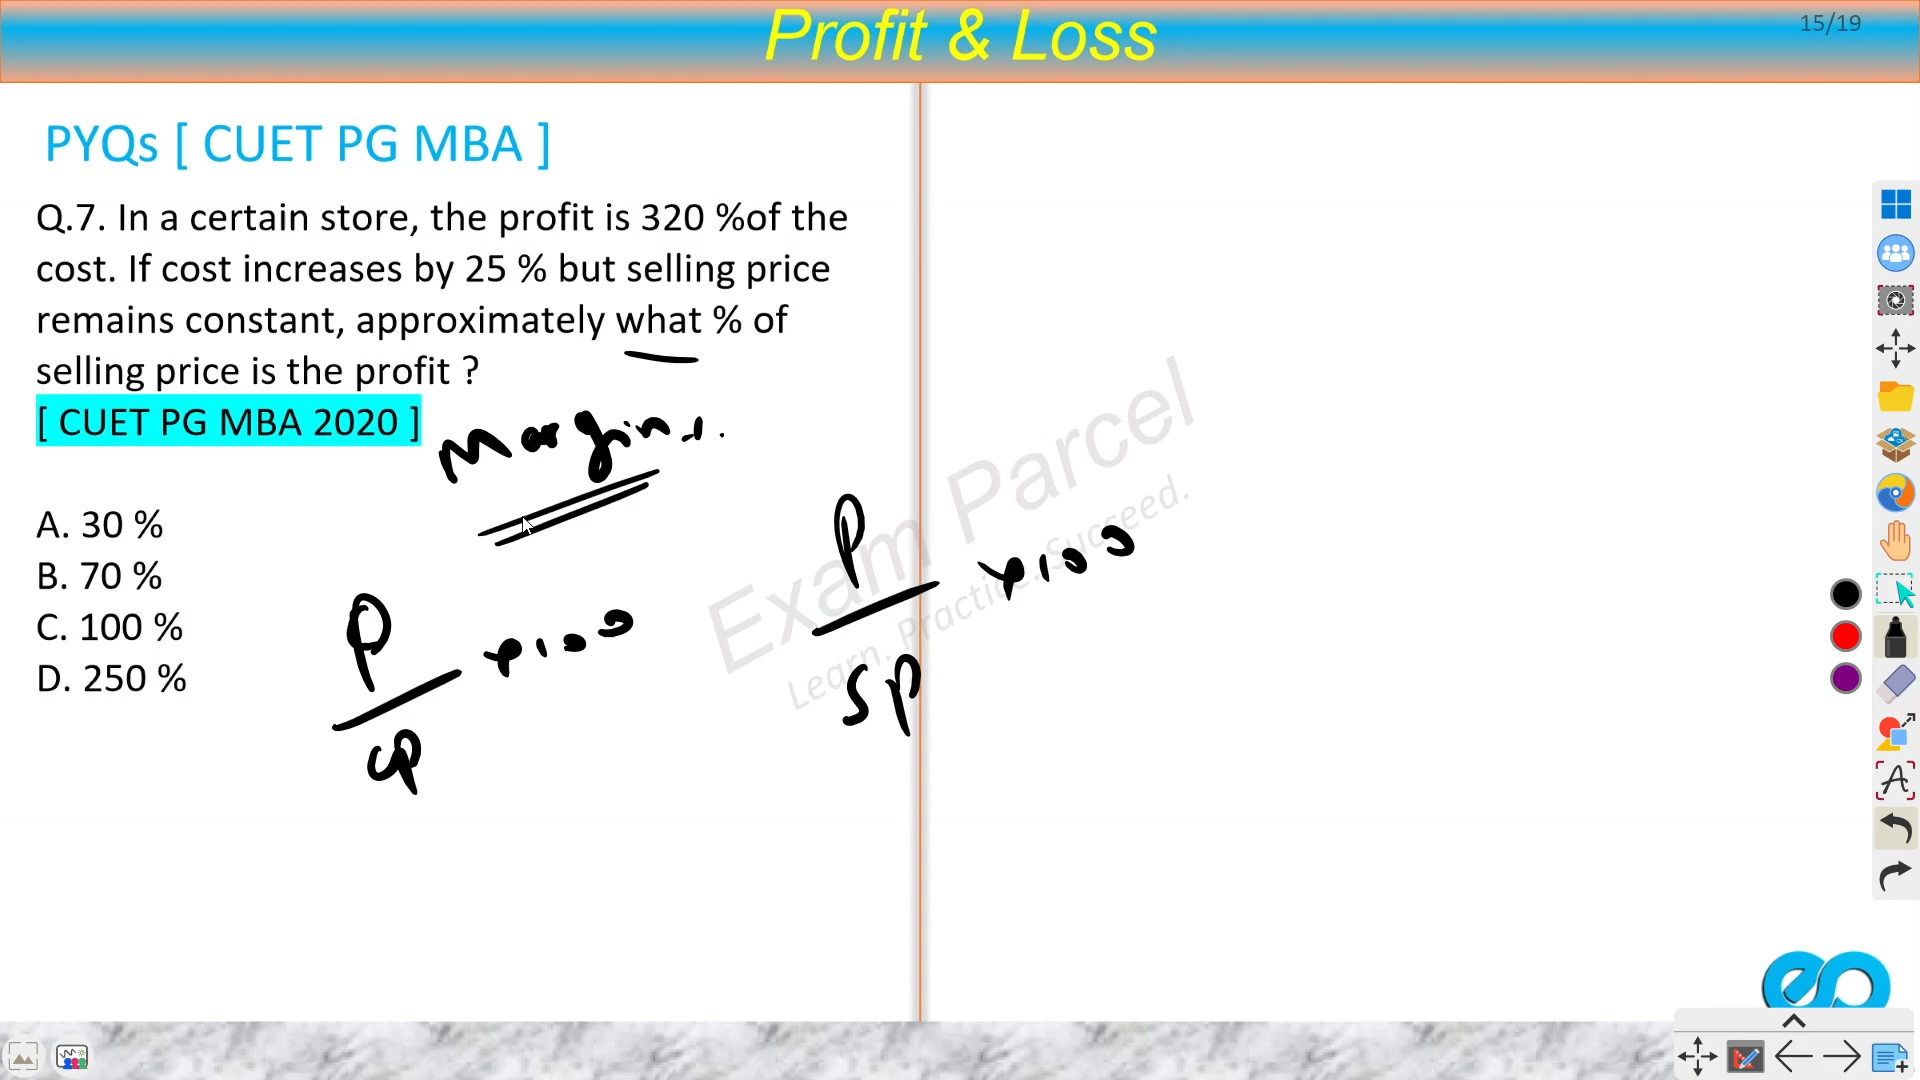 Profit & Loss
15/19
PYQs [ CUET PG MBA ]
Q.7. In a certain store, the profit is 320 %of the
cost. If cost increases by 25 % but selling price
remains constant, approximately what % of
selling price is the profit ?
[ CUET PG MBA 2020 ]
Margin
A. 30 %
B. 70 %
C. 100 %
D. 250 %
P
CP
x100
P
SP
x100
Exam Parcel
Learn. Practice. Succeed.